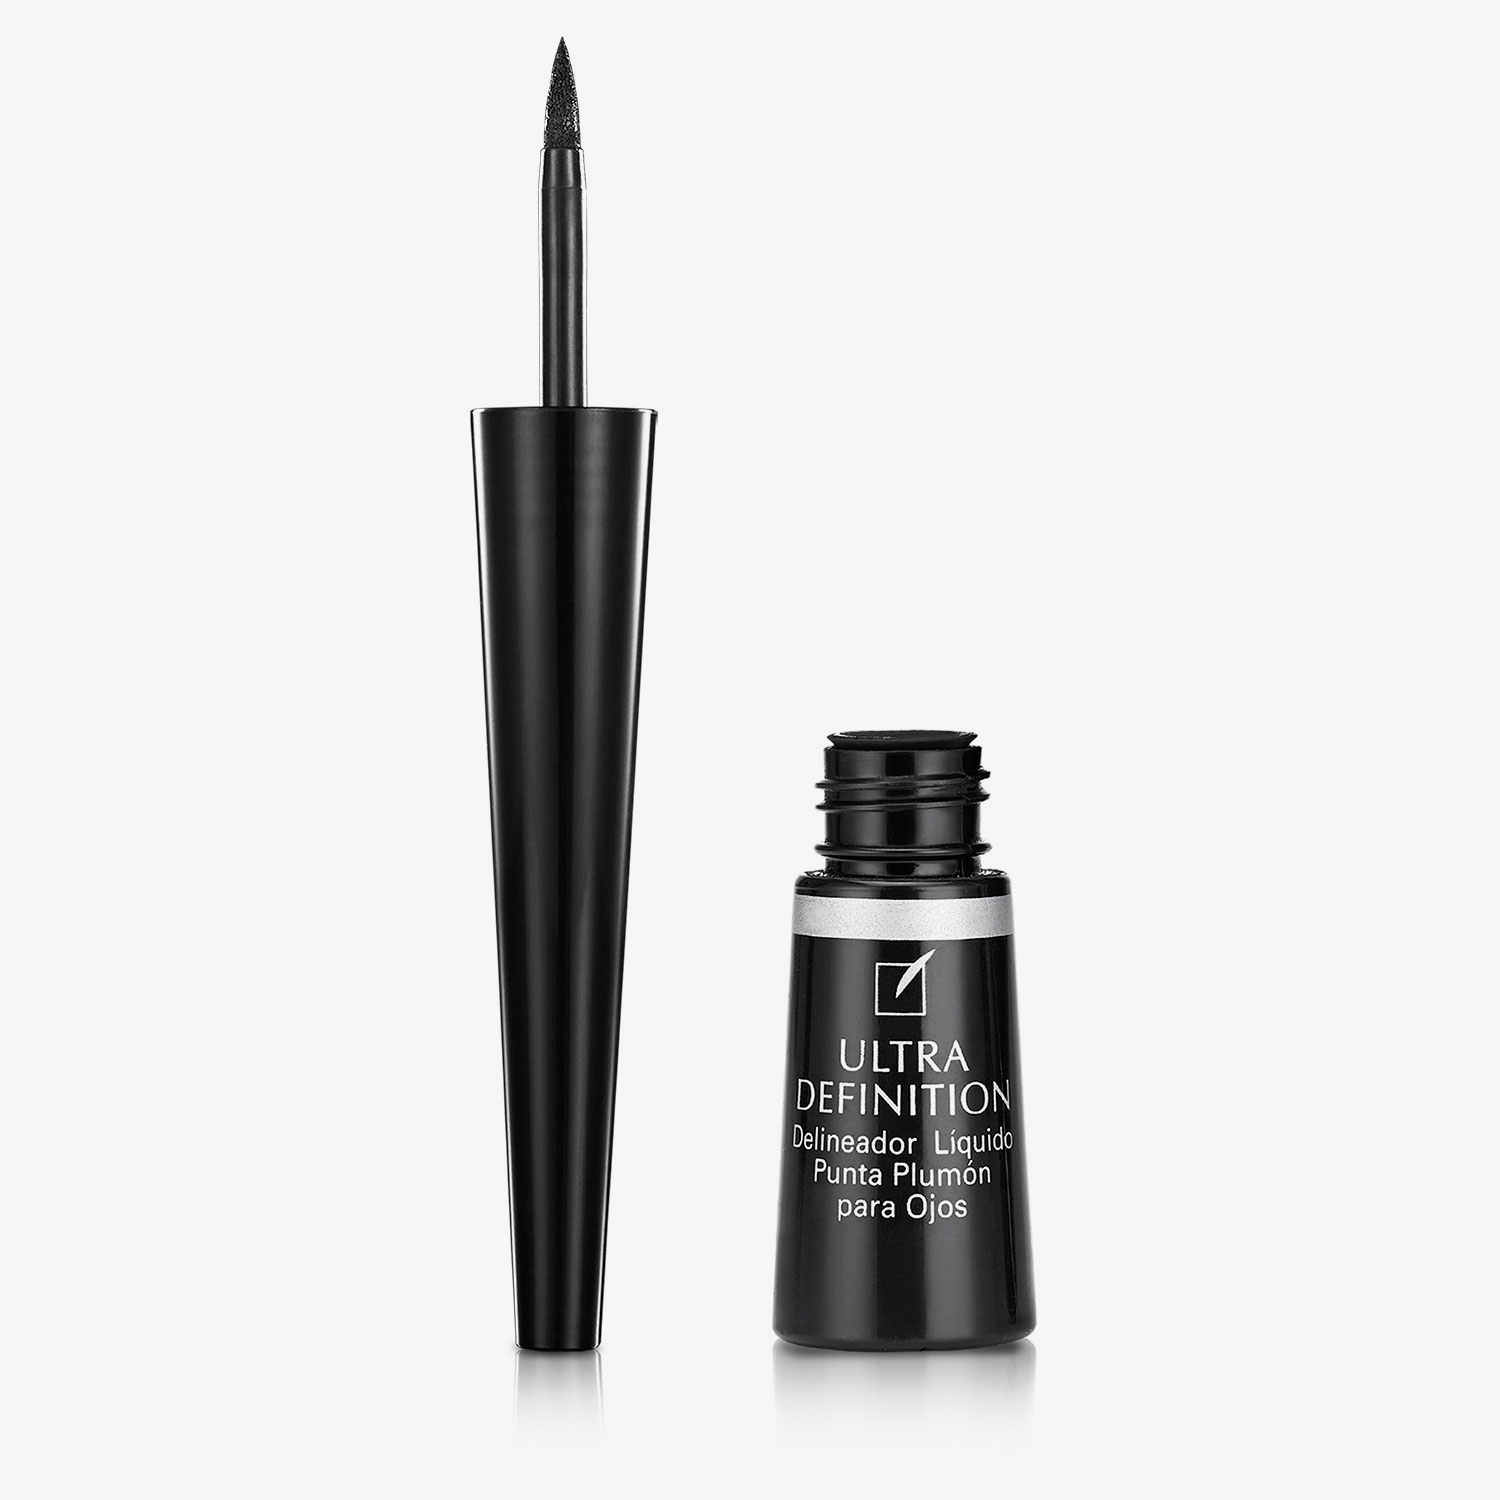 ULTRA
DEFINITION
Delineador Líquido
Punta Plumón
para Ojos